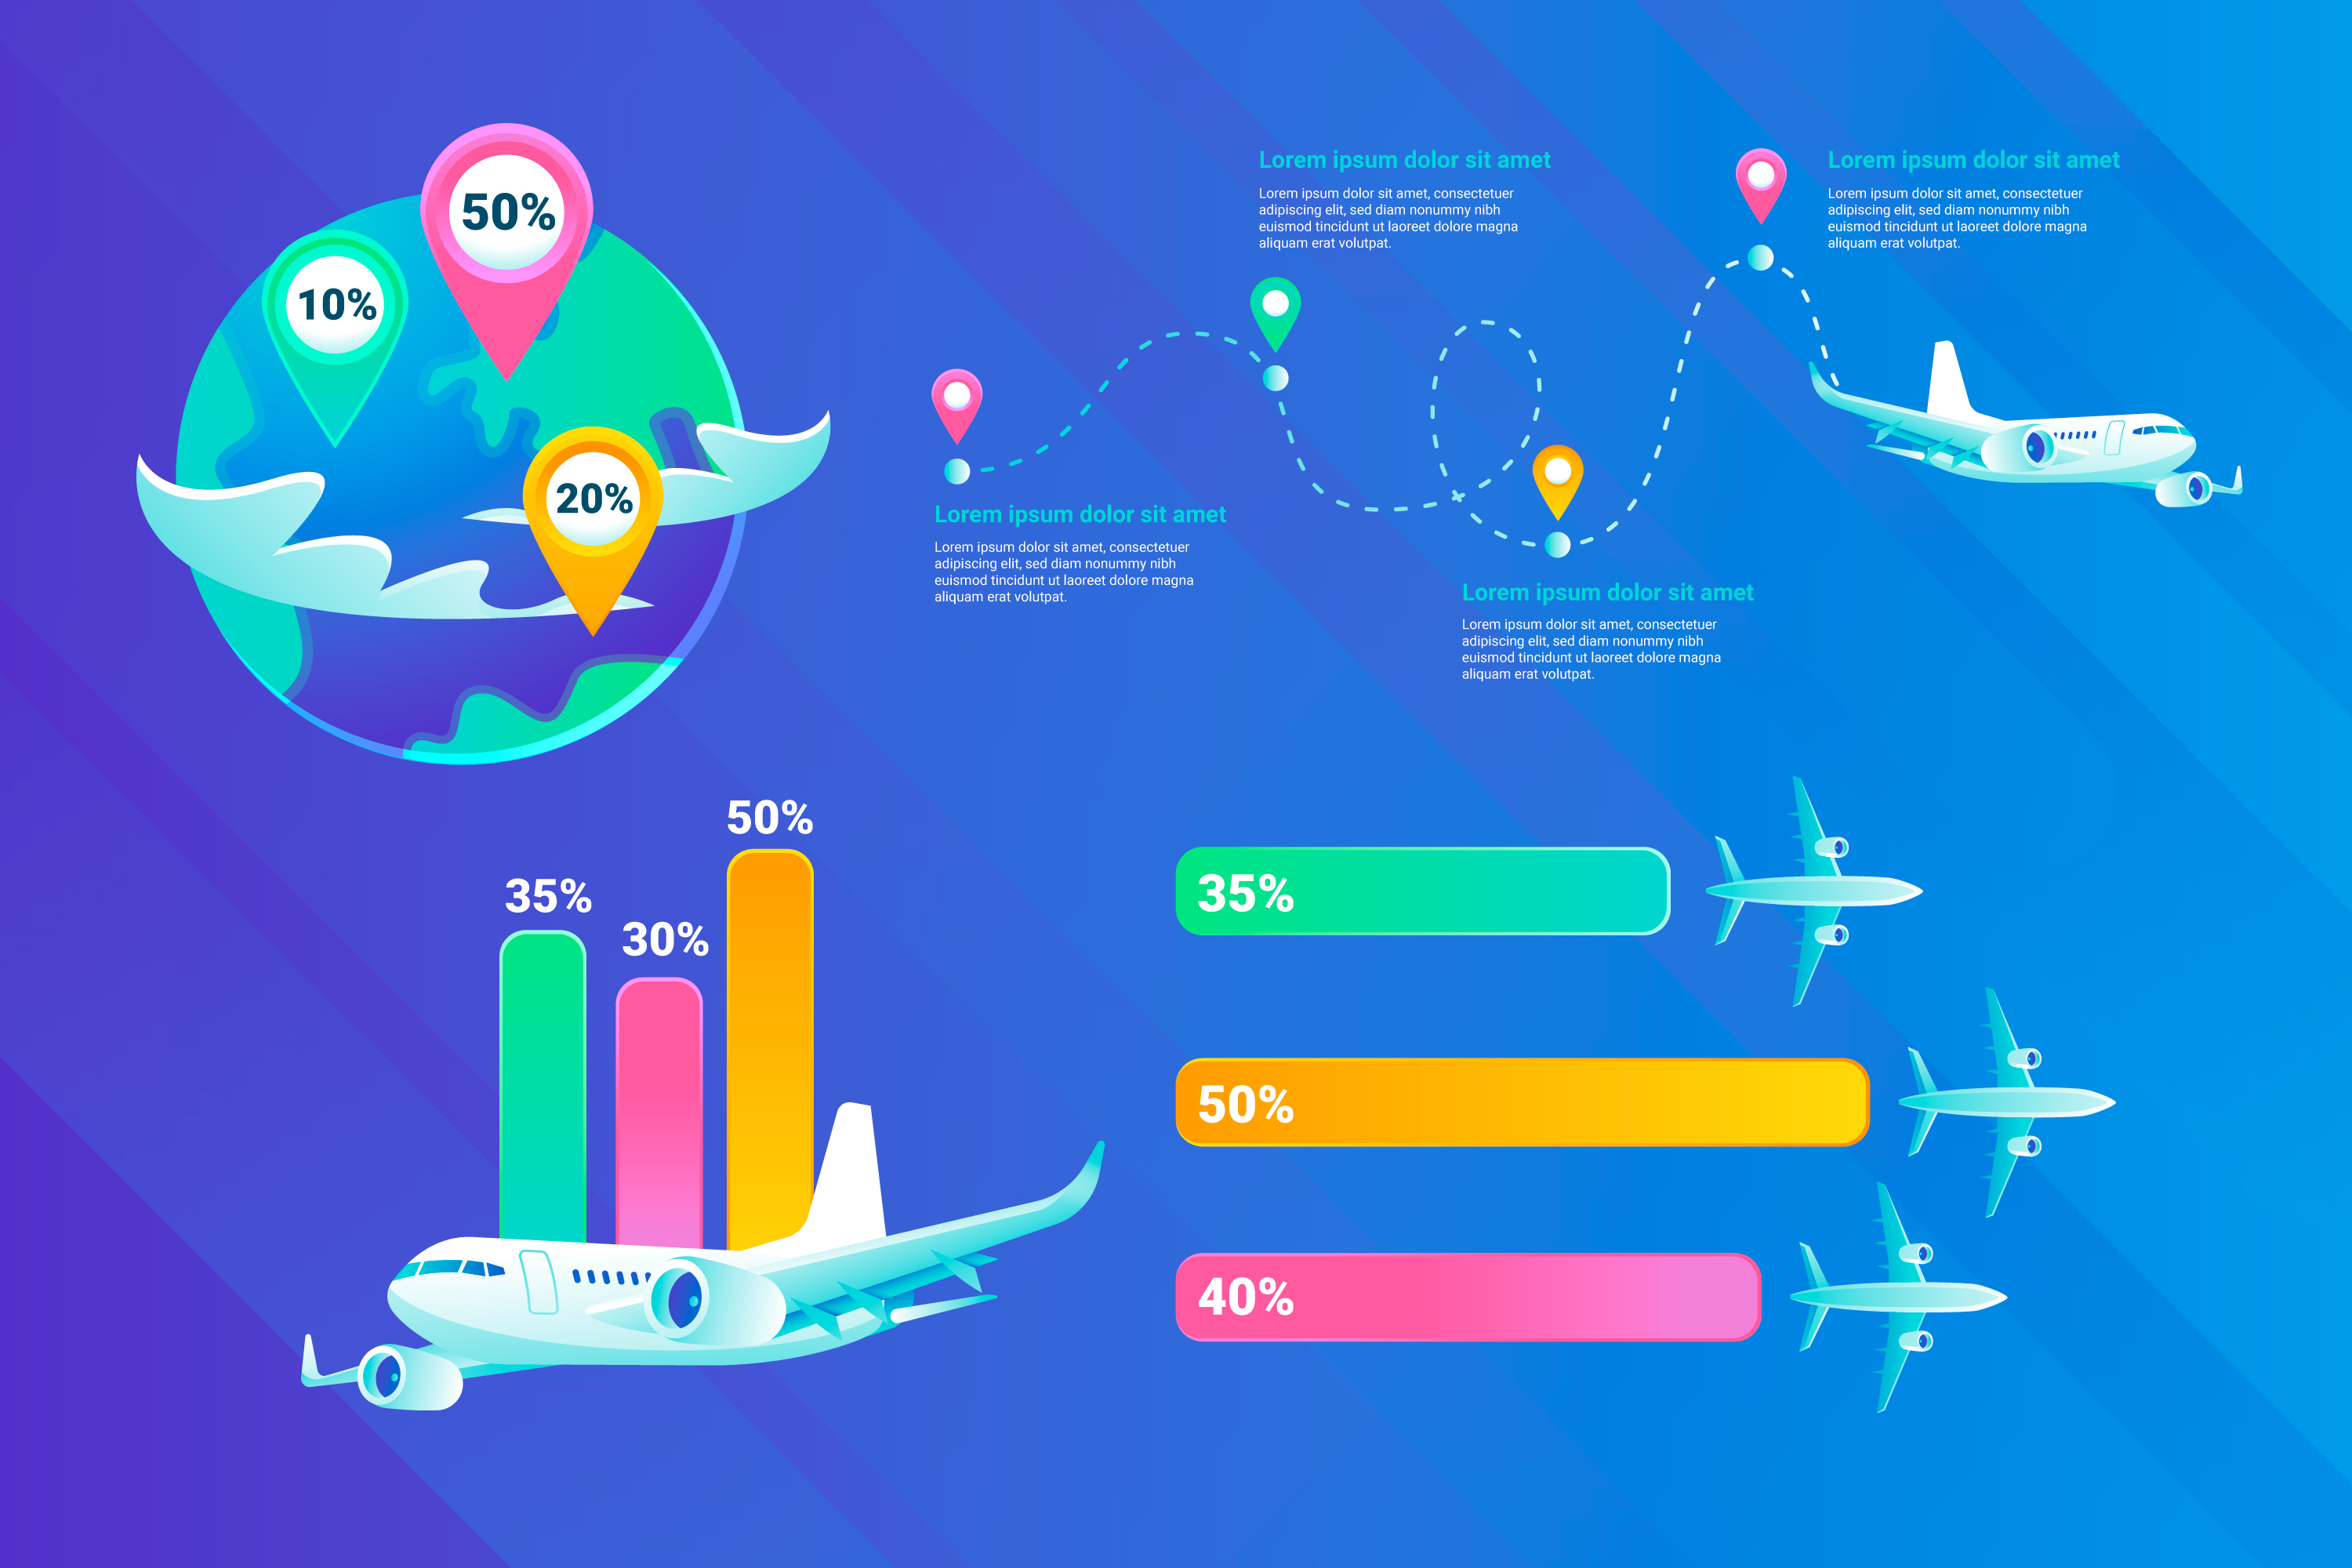 50%
10%
20%
Lorem ipsum dolor sit amet
Lorem ipsum dolor sit amet, consectetuer
adipiscing elit, sed diam nonummy nibh
euismod tincidunt ut laoreet dolore magna
aliquam erat volutpat.
Lorem ipsum dolor sit amet
Lorem ipsum dolor sit amet, consectetuer
adipiscing elit, sed diam nonummy nibh
euismod tincidunt ut laoreet dolore magna
aliquam erat volutpat.
Lorem ipsum dolor sit amet
Lorem ipsum dolor sit amet, consectetuer
adipiscing elit, sed diam nonummy nibh
euismod tincidunt ut laoreet dolore magna
aliquam erat volutpat.
Lorem ipsum dolor sit amet
Lorem ipsum dolor sit amet, consectetuer
adipiscing elit, sed diam nonummy nibh
euismod tincidunt ut laoreet dolore magna
aliquam erat volutpat.
35%
30%
50%
35%
50%
40%